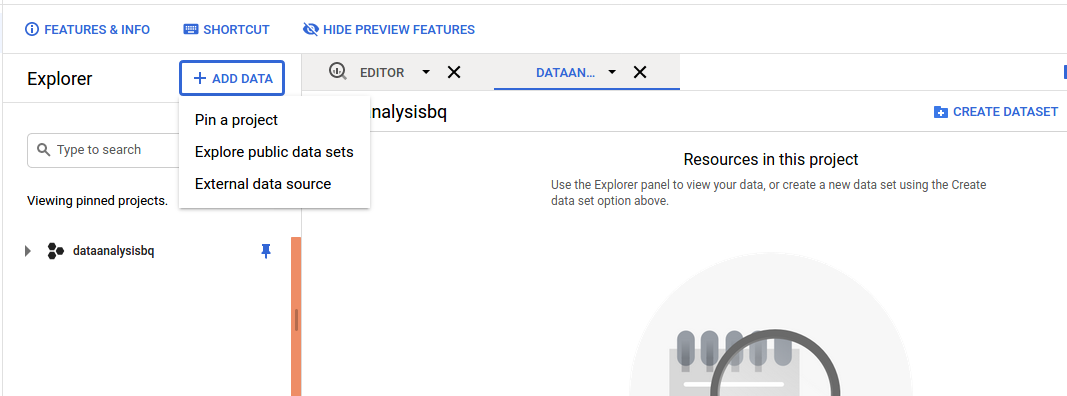 FEATURES & INFO SHORTCUT HIDE PREVIEW FEATURES
Explorer
ADD DATA
EDITOR
DATAAN...
Pin a project
Explore public data sets
External data source
Type to search
Viewing pinned projects.
dataanalysisbq
nalysisbq
CREATE DATASET
Resources in this project
Use the Explorer panel to view your data, or create a new data set using the Create
data set option above.